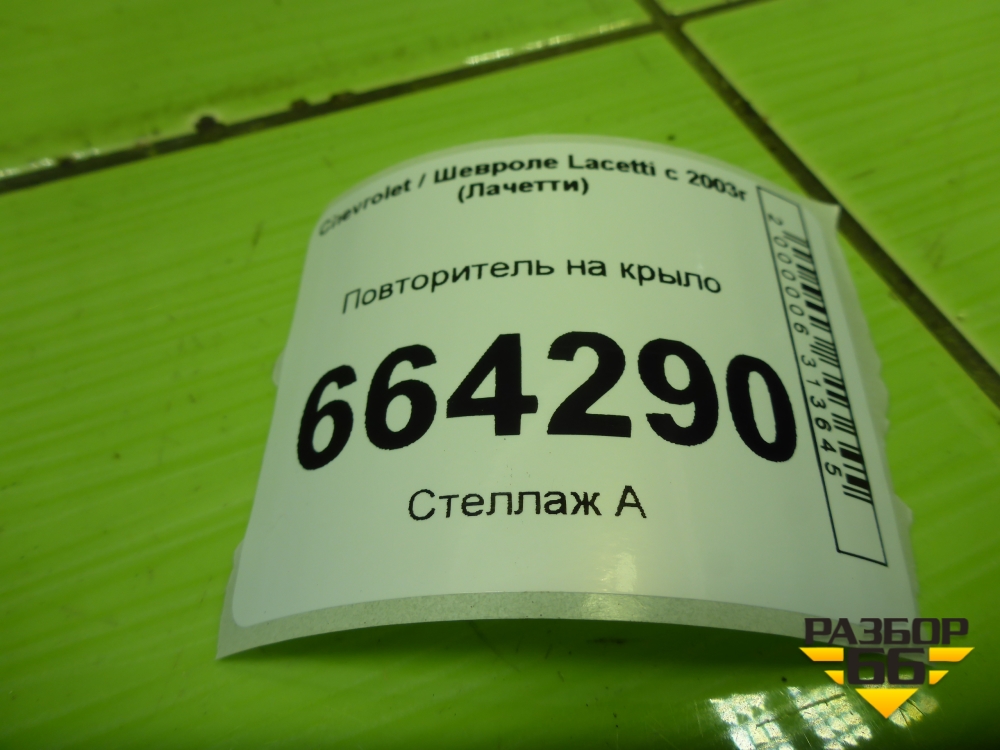 Chevrolet / Шевроле Lacetti с 2003г
(Лачетти)
Повторитель на крыло
664290
Стеллаж А
2000006313645
РАЗБОР
66